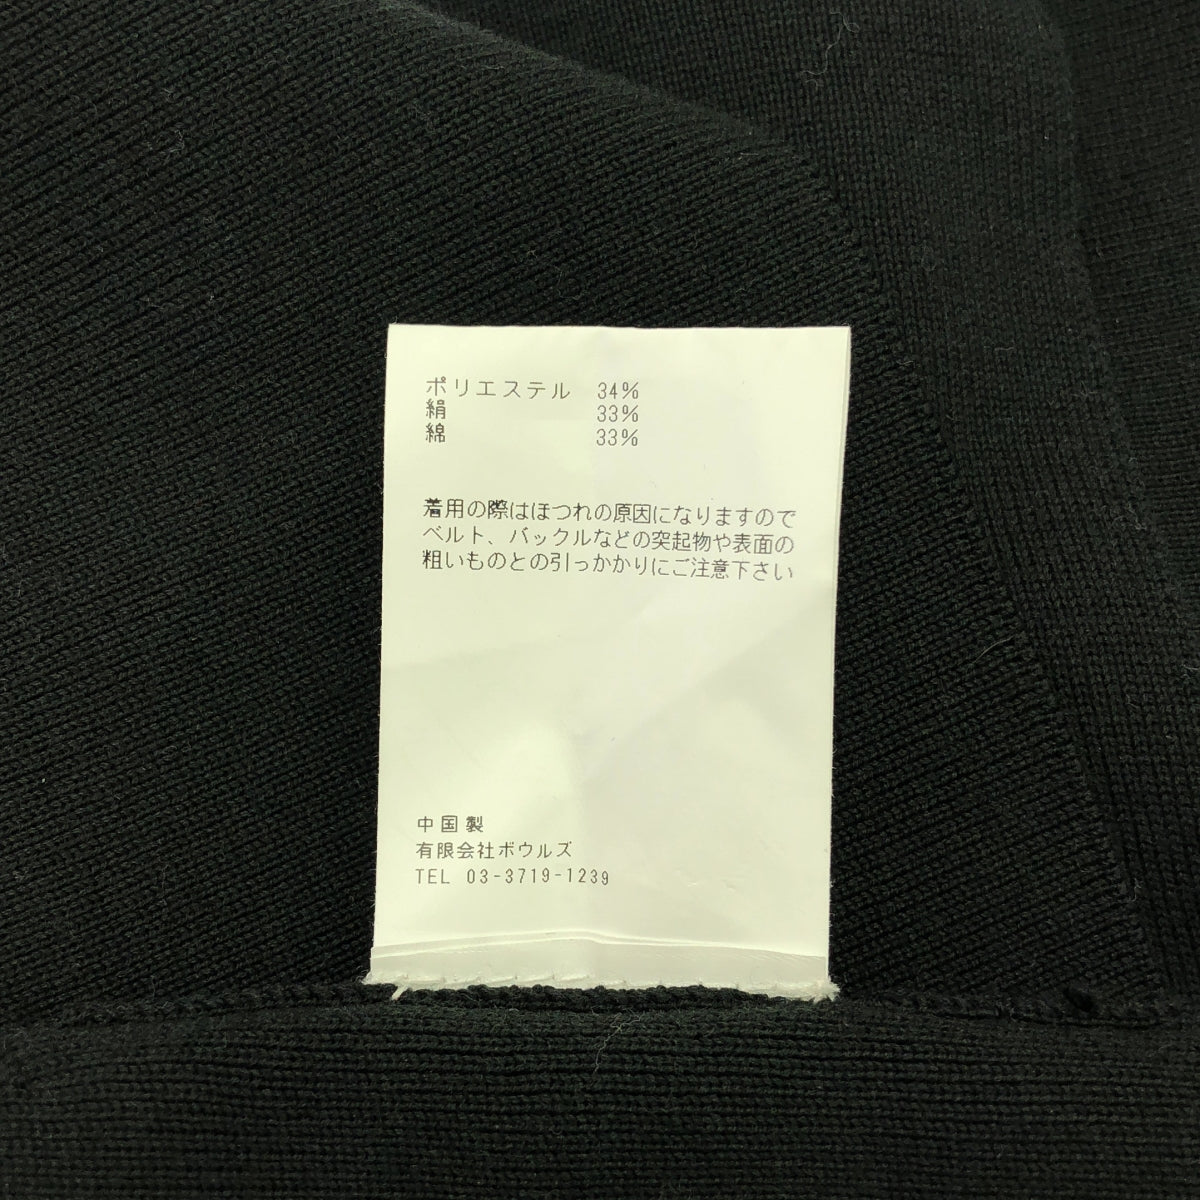 ポリエステル 34%
絹 33%
綿 33%
着用の際はほつれの原因になりますので
ベルト、バックルなどの突起物や表面の
粗いものとの引っかかりにご注意下さい
中国製
有限会社ボウルズ
TEL 03-3719-1239